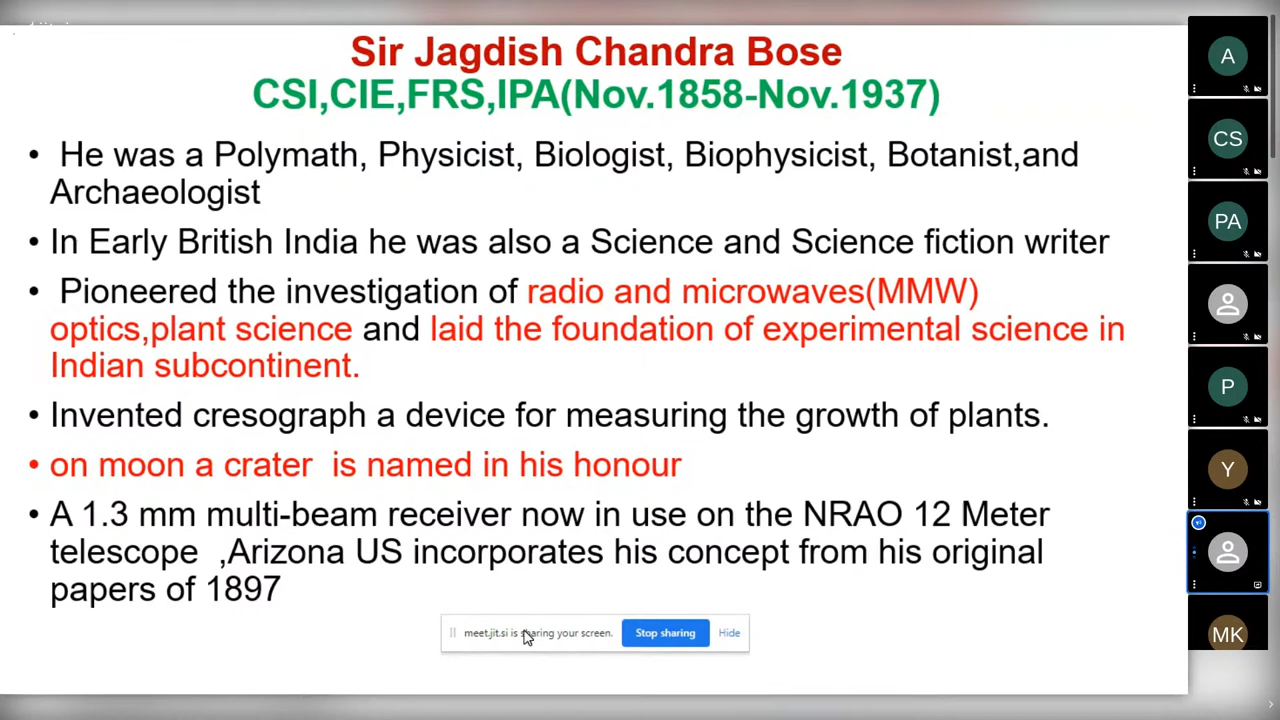 Sir Jagdish Chandra Bose
CSI,CIE,FRS,IPA(Nov.1858-Nov.1937)
• He was a Polymath, Physicist, Biologist, Biophysicist, Botanist,and
Archaeologist
• In Early British India he was also a Science and Science fiction writer
• Pioneered the investigation of radio and microwaves(MMW)
optics,plant science and laid the foundation of experimental science in
Indian subcontinent.
• Invented cresograph a device for measuring the growth of plants.
• on moon a crater is named in his honour
• A 1.3 mm multi-beam receiver now in use on the NRAO 12 Meter
telescope ,Arizona US incorporates his concept from his original
papers of 1897
meet.jit.si is sharing your screen. Stop sharing Hide
A
CS
PA
P
Y
MK